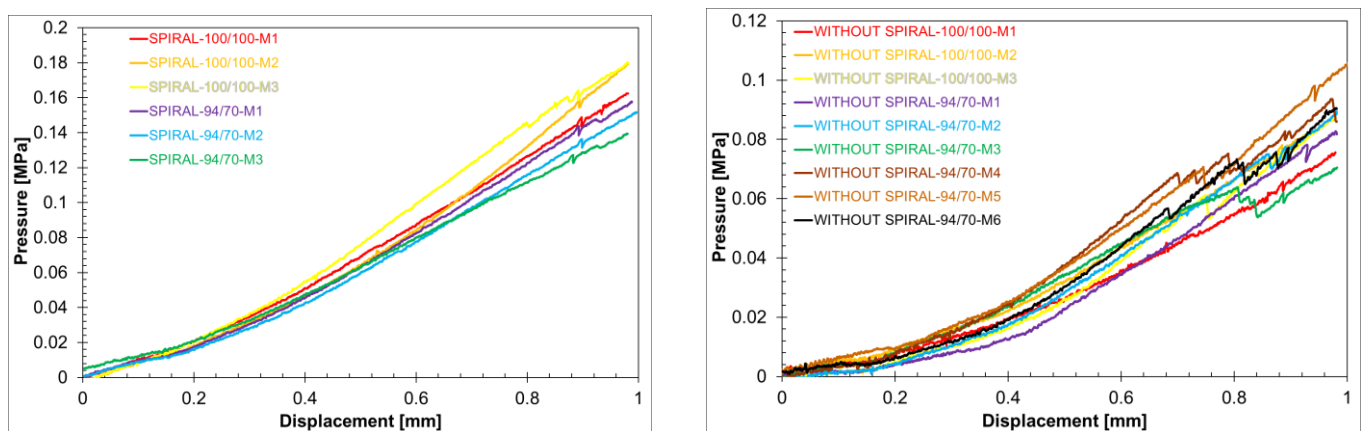 0.2
0.18
0.16
0.14
0.12
0.1
0.08
0.06
0.04
0.02
0
Pressure [MPa]
SPIRAL-100/100-M1
SPIRAL-100/100-M2
SPIRAL-100/100-M3
SPIRAL-94/70-M1
SPIRAL-94/70-M2
SPIRAL-94/70-M3
0 0.2 0.4 0.6 0.8 1
Displacement [mm]
0.12
0.1
0.08
0.06
0.04
0.02
0
Pressure [MPa]
WITHOUT SPIRAL-100/100-M1
WITHOUT SPIRAL-100/100-M2
WITHOUT SPIRAL-100/100-M3
WITHOUT SPIRAL-94/70-M1
WITHOUT SPIRAL-94/70-M2
WITHOUT SPIRAL-94/70-M3
WITHOUT SPIRAL-94/70-M4
WITHOUT SPIRAL-94/70-M5
WITHOUT SPIRAL-94/70-M6
0 0.2 0.4 0.6 0.8 1
Displacement [mm]